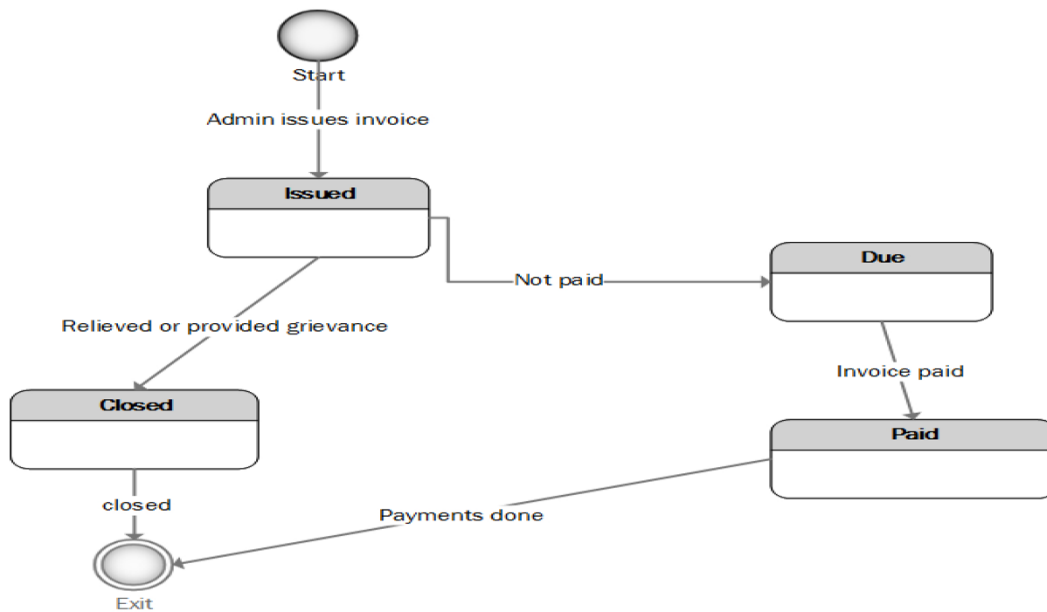 Start
Admin issues invoice
Issued
Due
Not paid
Relieved or provided grievance
Invoice paid
Closed
Paid
closed
Payments done
Exit